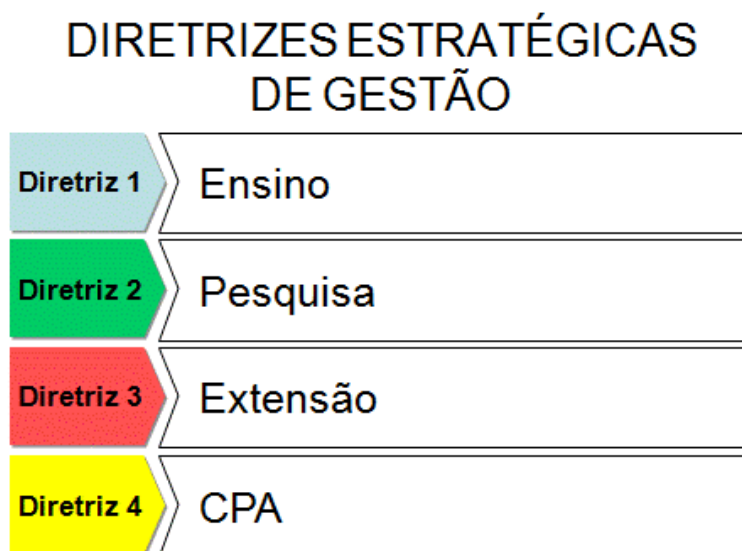 DIRETRIZES ESTRATÉGICAS
DE GESTÃO
Diretriz 1 Ensino
Diretriz 2 Pesquisa
Diretriz 3 Extensão
Diretriz 4 CPA